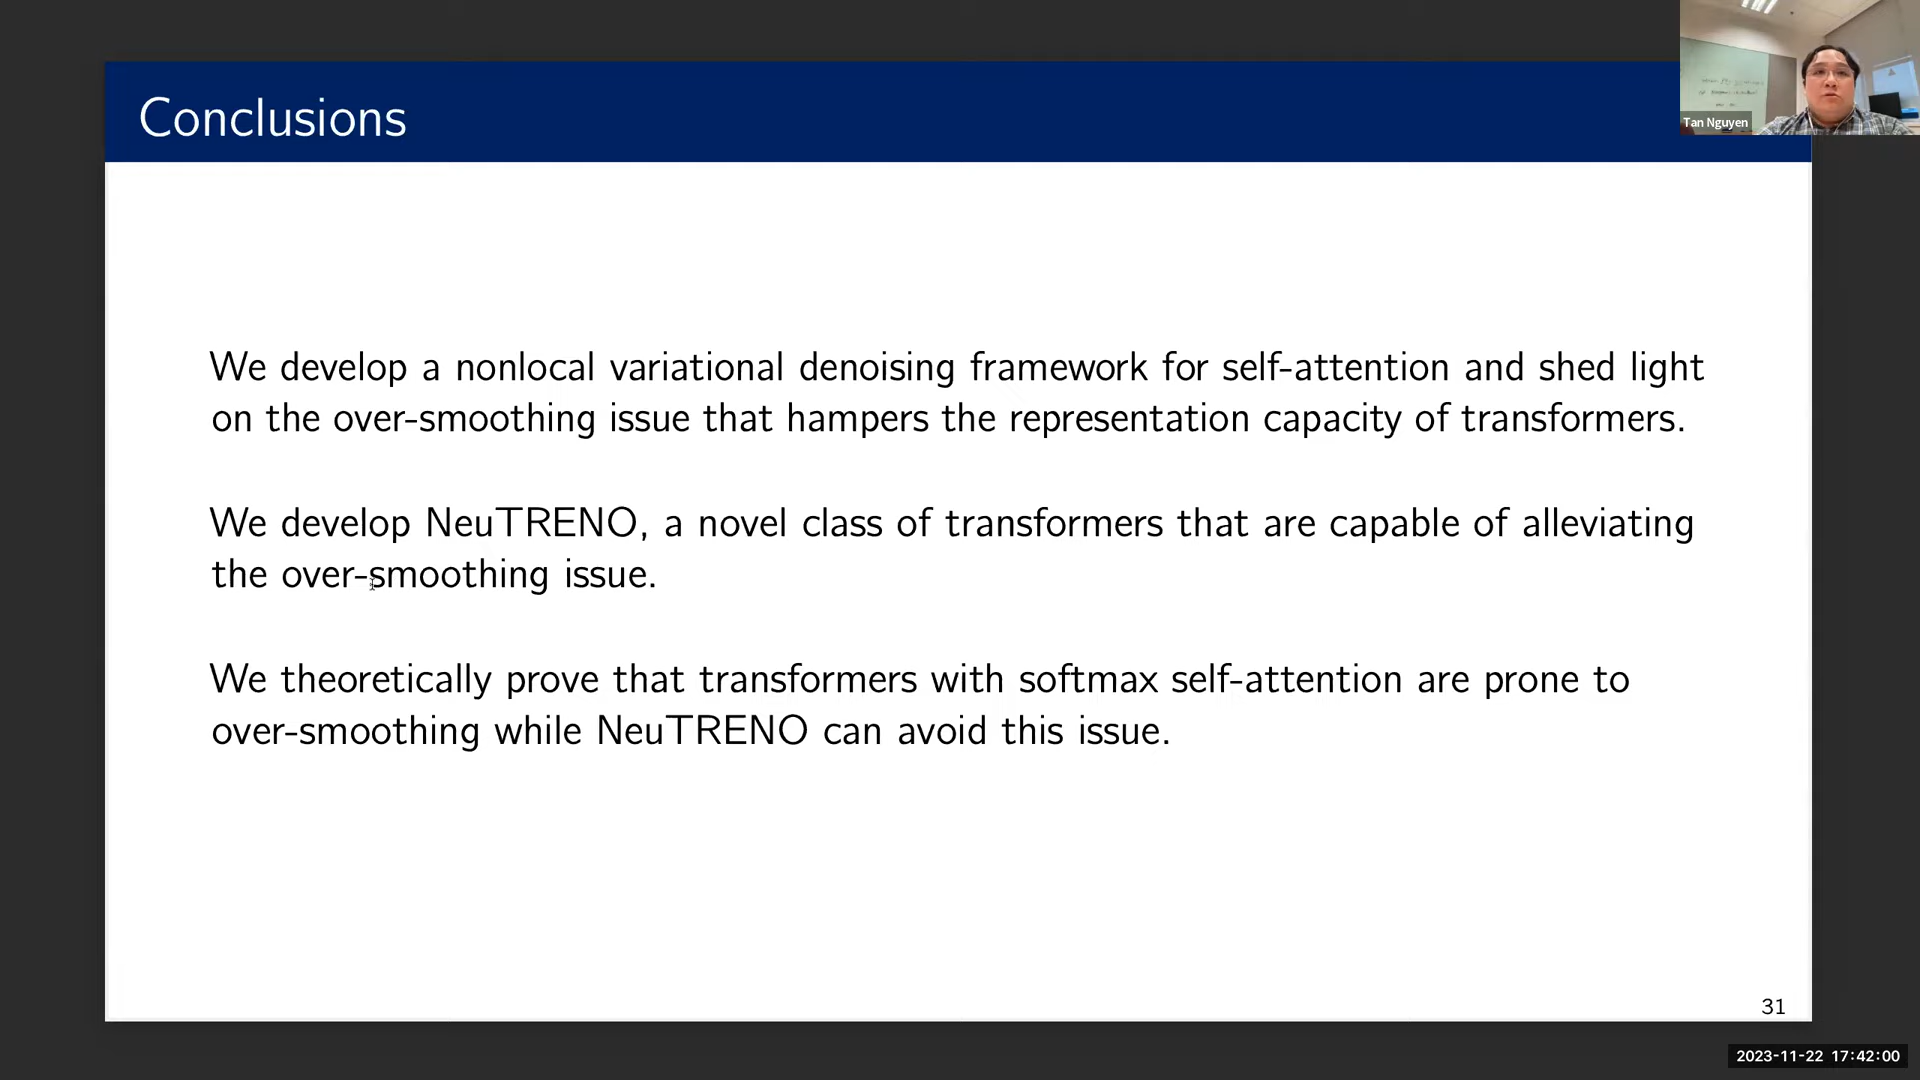 Conclusions
Tan Nguyen
We develop a nonlocal variational denoising framework for self-attention and shed light
on the over-smoothing issue that hampers the representation capacity of transformers.
We develop NeuTRENO, a novel class of transformers that are capable of alleviating
the over-smoothing issue.
We theoretically prove that transformers with softmax self-attention are prone to
over-smoothing while NeuTRENO can avoid this issue.
31
2023-11-22 17:42:00